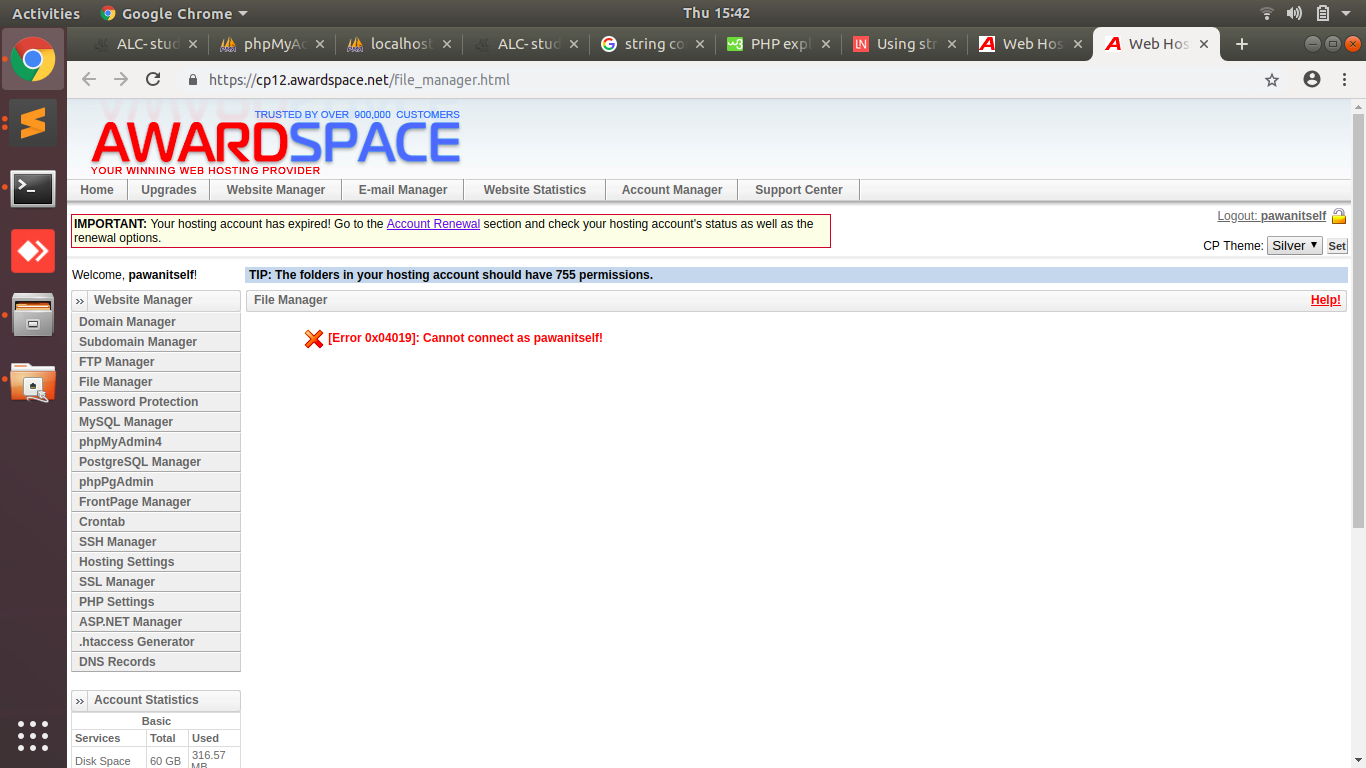 Activities
Google Chrome
Thu 15:42
ALC- stud
phpMyAc
localhost
ALC- stud
string co
PHP expl
Using str
Web Hos
Web Hos
https://cp12.awardspace.net/file_manager.html
TRUSTED BY OVER 900,000 CUSTOMERS
AWARDSPACE
YOUR WINNING WEB HOSTING PROVIDER
Home
Upgrades
Website Manager
E-mail Manager
Website Statistics
Account Manager
Support Center
IMPORTANT: Your hosting account has expired! Go to the Account Renewal section and check your hosting account's status as well as the
renewal options.
Logout: pawanitself
CP Theme: Silver Set
Welcome, pawanitself!
TIP: The folders in your hosting account should have 755 permissions.
Website Manager
Domain Manager
Subdomain Manager
FTP Manager
File Manager
Password Protection
MySQL Manager
phpMyAdmin4
PostgreSQL Manager
phpPgAdmin
FrontPage Manager
Crontab
SSH Manager
Hosting Settings
SSL Manager
PHP Settings
ASP.NET Manager
.htaccess Generator
DNS Records
File Manager
Help!
[Error 0x04019]: Cannot connect as pawanitself!
Account Statistics
Basic
Services Total Used
Disk Space 60 GB 316.57
MB